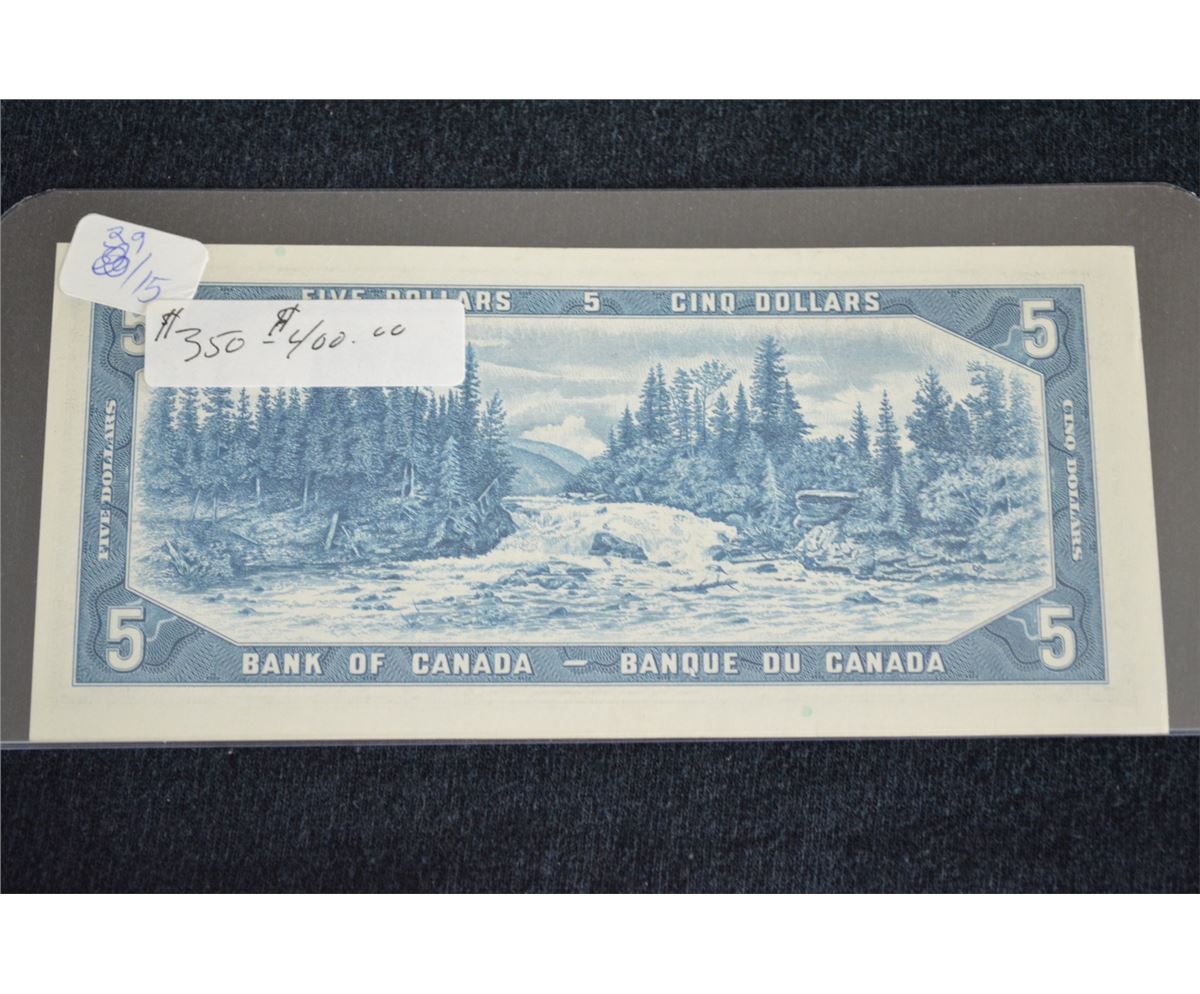 39/15
$350 - $400.00
FIVE DOLLARS 5 CINQ DOLLARS
5 5
FIVE DOLLARS
CINQ DOLLARS
5 5
BANK OF CANADA — BANQUE DU CANADA